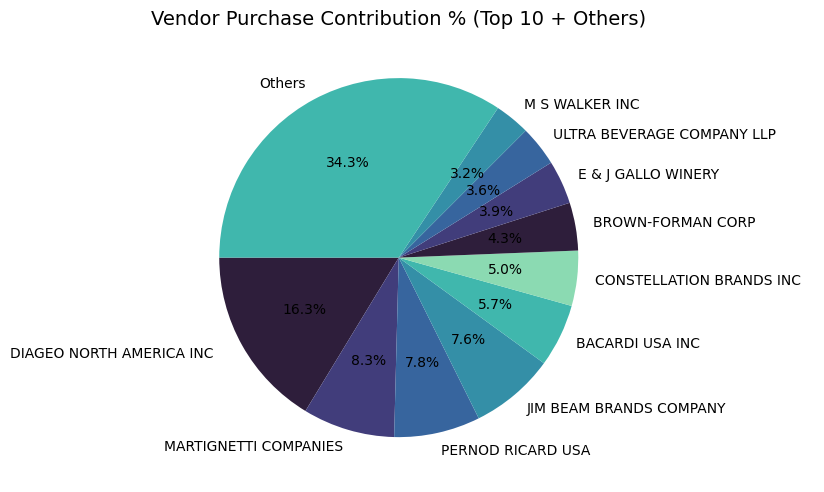 Vendor Purchase Contribution % (Top 10 + Others)
Others
34.3%
M S WALKER INC
3.2%
ULTRA BEVERAGE COMPANY LLP
3.6%
E & J GALLO WINERY
3.9%
BROWN-FORMAN CORP
4.3%
CONSTELLATION BRANDS INC
5.0%
BACARDI USA INC
5.7%
JIM BEAM BRANDS COMPANY
7.6%
PERNOD RICARD USA
7.8%
MARTIGNETTI COMPANIES
8.3%
DIAGEO NORTH AMERICA INC
16.3%